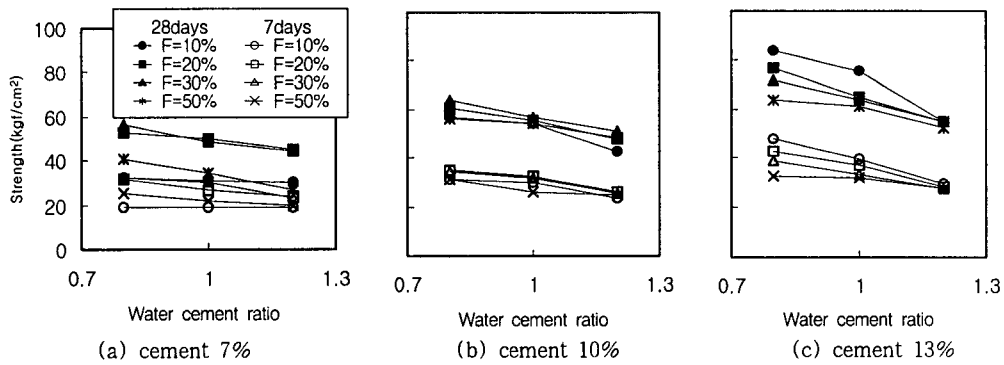 28days 7days
F=10% F=10%
F=20% F=20%
F=30% F=30%
F=50% F=50%
Strength(kgf/cm²)
100
80
60
40
20
0
0.7 1 1.3
0.7 1 1.3
0.7 1 1.3
Water cement ratio
Water cement ratio
Water cement ratio
(a) cement 7%
(b) cement 10%
(c) cement 13%